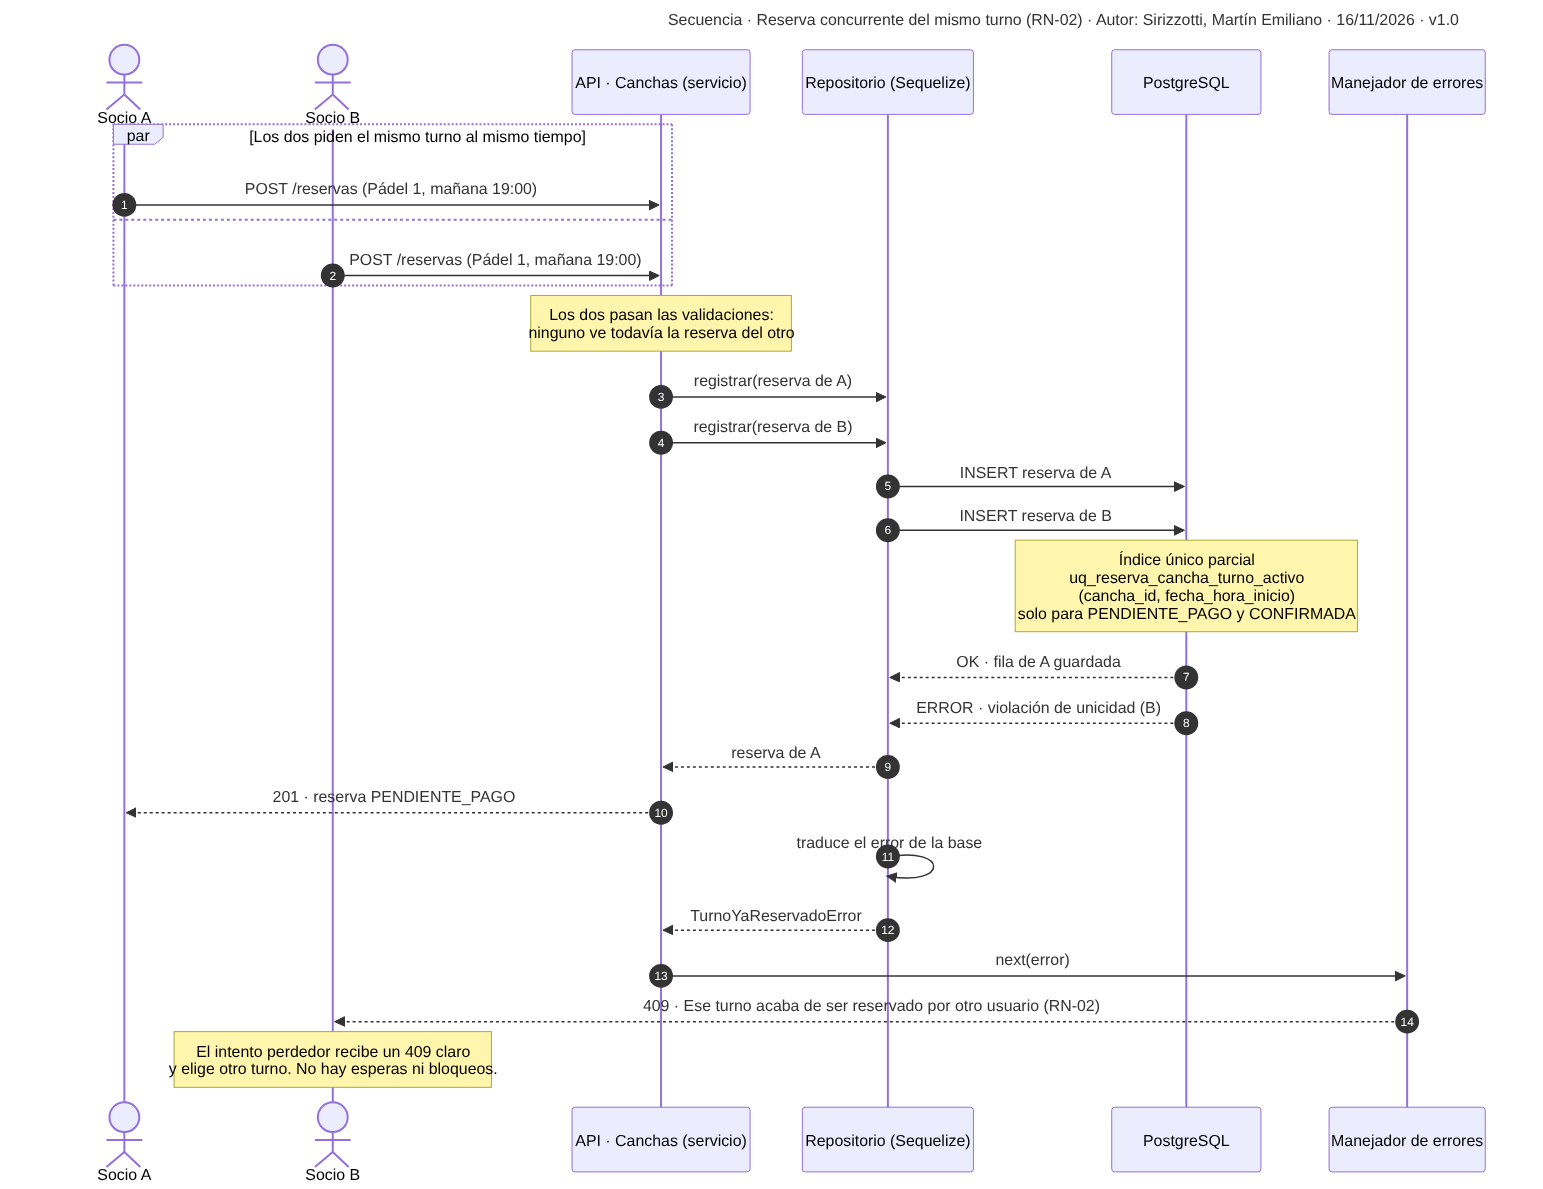 Secuencia · Reserva concurrente del mismo turno (RN-02) · Autor: Sirizzotti, Martín Emiliano · 16/11/2026 · v1.0
Socio A
Socio B
API · Canchas (servicio)
Repositorio (Sequelize)
PostgreSQL
Manejador de errores
par
[Los dos piden el mismo turno al mismo tiempo]
POST /reservas (Pádel 1, mañana 19:00)
1
POST /reservas (Pádel 1, mañana 19:00)
2
Los dos pasan las validaciones:
ninguno ve todavía la reserva del otro
registrar(reserva de A)
3
registrar(reserva de B)
4
INSERT reserva de A
5
INSERT reserva de B
6
Índice único parcial
uq_reserva_cancha_turno_activo
(cancha_id, fecha_hora_inicio)
solo para PENDIENTE_PAGO y CONFIRMADA
OK · fila de A guardada
7
ERROR · violación de unicidad (B)
8
reserva de A
9
201 · reserva PENDIENTE_PAGO
10
traduce el error de la base
11
TurnoYaReservadoError
12
next(error)
13
409 · Ese turno acaba de ser reservado por otro usuario (RN-02)
14
El intento perdedor recibe un 409 claro
y elige otro turno. No hay esperas ni bloqueos.
Socio A
Socio B
API · Canchas (servicio)
Repositorio (Sequelize)
PostgreSQL
Manejador de errores